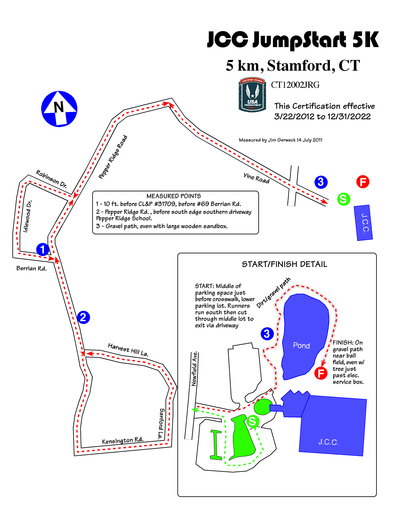 JCC JumpStart 5K
5 km, Stamford, CT
CT12002JRG
USA
This Certification effective
3/22/2012 to 12/31/2022
Measured by Jim Gerweck 14 July 2011
N
Pepper Ridge Road
Vine Road
3
F
S
J.C.C.
Robinson Dr.
Idlewood Dr.
1
Berrian Rd.
MEASURED POINTS
1 - 10 ft. before CL&P #31709, before #69 Berrian Rd.
2 - Pepper Ridge Rd., before south edge southern driveway
Pepper Ridge School.
3 - Gravel path, even with large wooden sandbox.
2
Harvest Hill La.
Sanford La.
Kensington Rd.
START/FINISH DETAIL
START: Middle of
parking space just
before crosswalk, lower
parking lot. Runners
run south then cut
through middle lot to
exit via driveway
Dirt/gravel path
3
Pond
FINISH: On
gravel path
near ball
field, even w/
tree just
past elec.
service box.
F
Newfield Ave.
S
J.C.C.